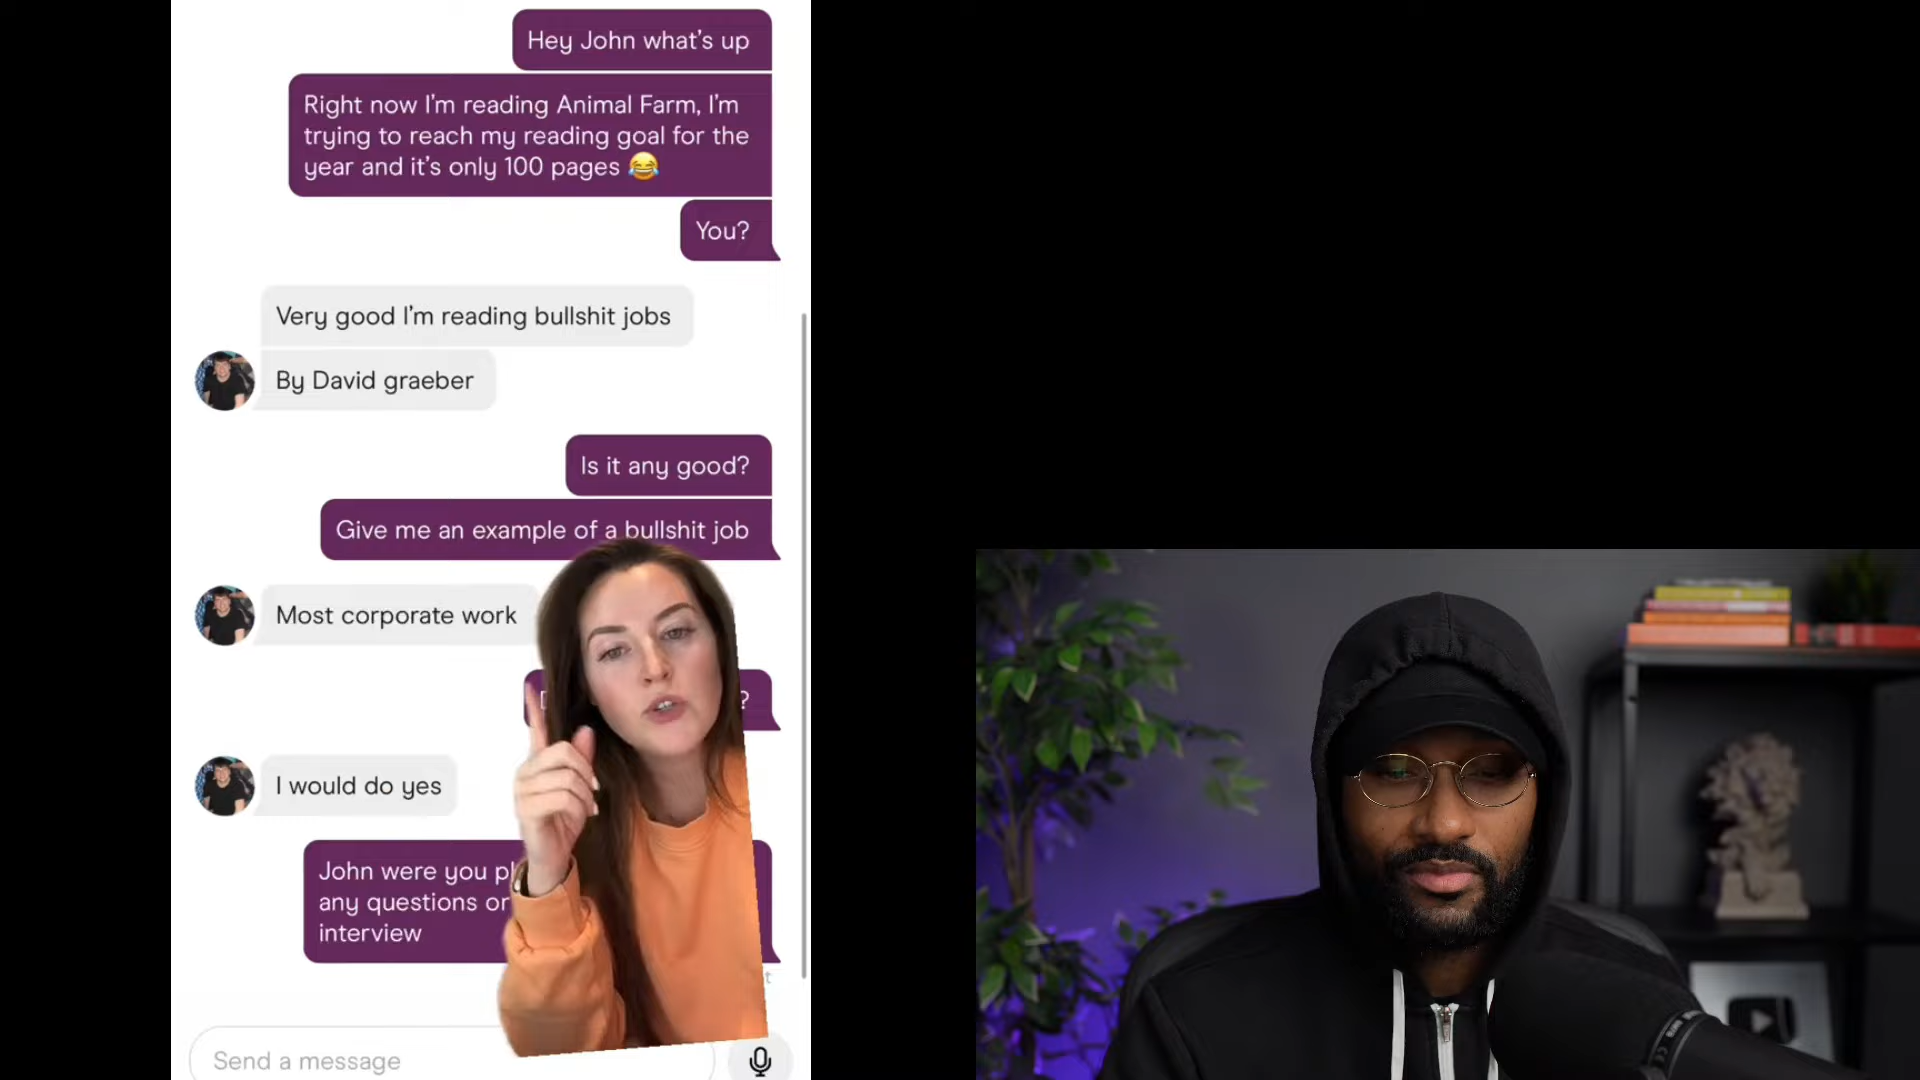 Hey John what's up
Right now I'm reading Animal Farm, I'm
trying to reach my reading goal for the
year and it's only 100 pages 😂
You?
Very good I'm reading bullshit jobs
By David graeber
Is it any good?
Give me an example of a bullshit job
Most corporate work
?
I would do yes
John were you
any questions or
interview
Send a message